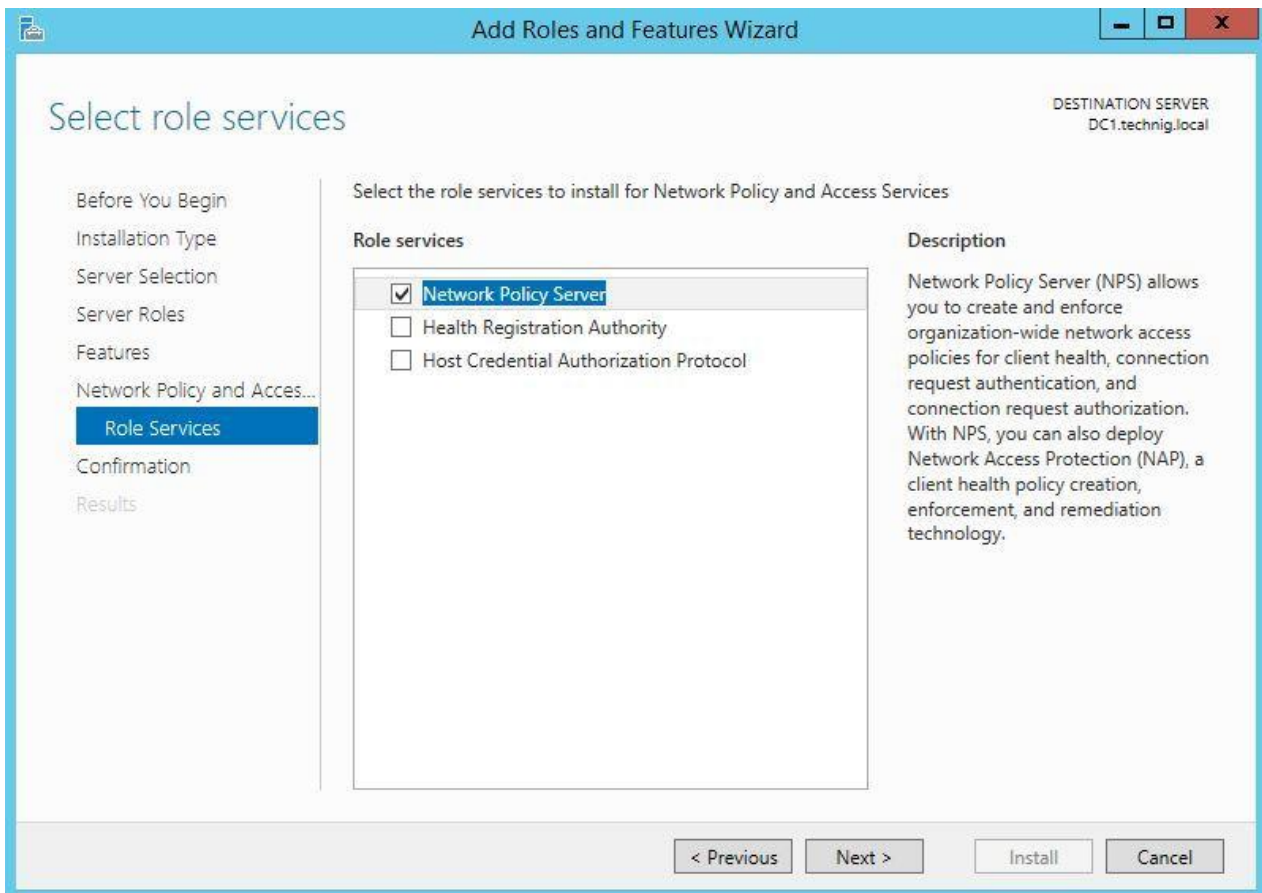 Add Roles and Features Wizard
Select role services
DESTINATION SERVER
DC1.technig.local
Before You Begin
Installation Type
Server Selection
Server Roles
Features
Network Policy and Acces...
Role Services
Confirmation
Results
Select the role services to install for Network Policy and Access Services
Role services
Network Policy Server
Health Registration Authority
Host Credential Authorization Protocol
Description
Network Policy Server (NPS) allows
you to create and enforce
organization-wide network access
policies for client health, connection
request authentication, and
connection request authorization.
With NPS, you can also deploy
Network Access Protection (NAP), a
client health policy creation,
enforcement, and remediation
technology.
< Previous
Next >
Install
Cancel